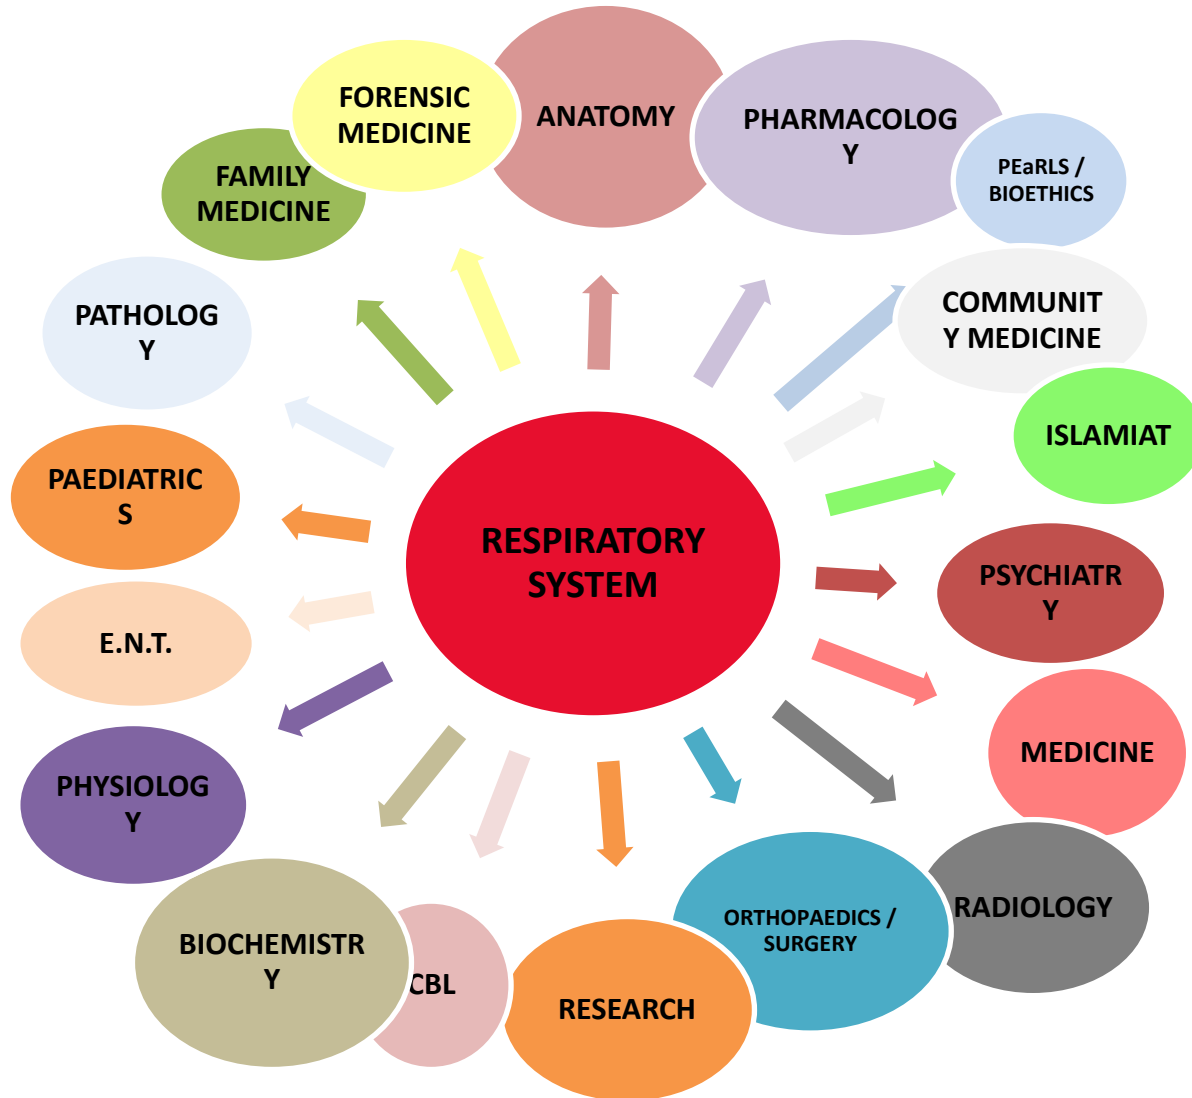 FORENSIC
MEDICINE
ANATOMY
PHARMACOLOG
Y
PEaRLS /
BIOETHICS
FAMILY
MEDICINE
COMMUNIT
Y MEDICINE
PATHOLOG
Y
ISLAMIAT
PAEDIATRIC
S
RESPIRATORY
SYSTEM
PSYCHIATR
Y
E.N.T.
MEDICINE
PHYSIOLOG
Y
RADIOLOGY
ORTHOPAEDICS /
SURGERY
BIOCHEMISTR
Y
CBL
RESEARCH